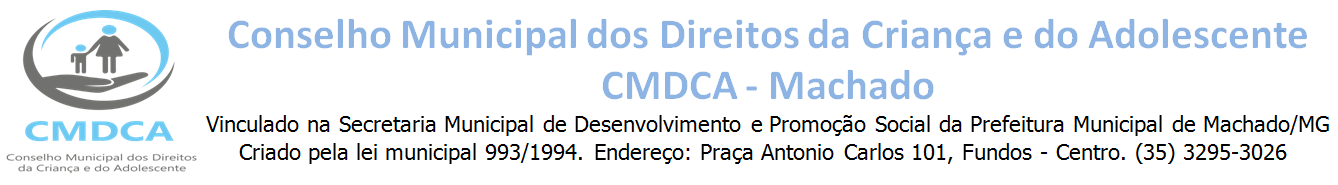 Conselho Municipal dos Direitos da Criança e do Adolescente
CMDCA - Machado
Vinculado na Secretaria Municipal de Desenvolvimento e Promoção Social da Prefeitura Municipal de Machado/MG
Criado pela lei municipal 993/1994. Endereço: Praça Antonio Carlos 101, Fundos - Centro. (35) 3295-3026
CMDCA
Conselho Municipal dos Direitos
da Criança e do Adolescente